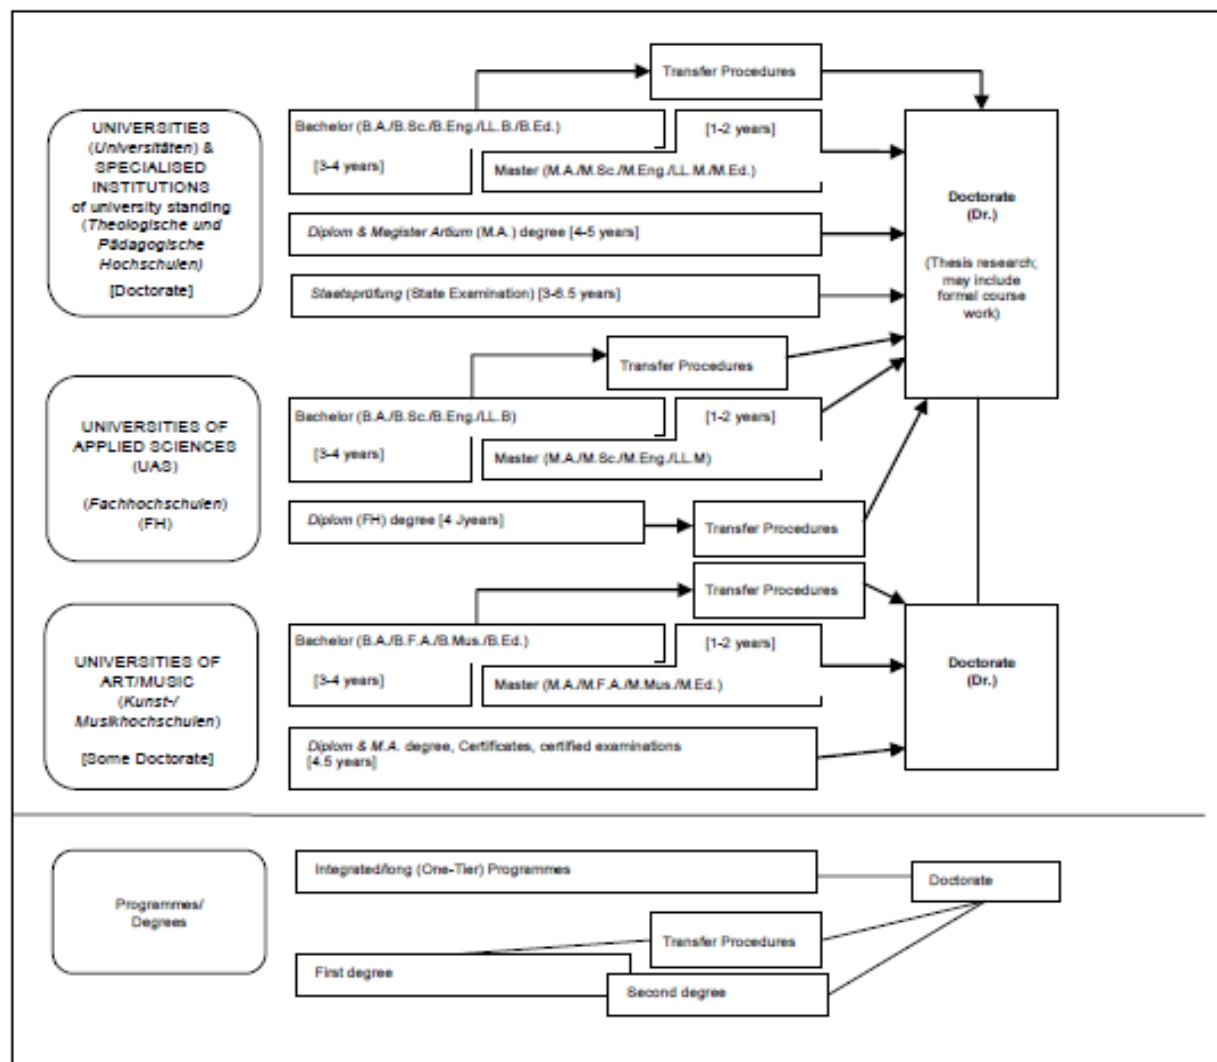 Transfer Procedures
UNIVERSITIES
(Universitäten) &
SPECIALISED
INSTITUTIONS
of university standing
(Theologische und
Pädagogische
Hochschulen)
[Doctorate]
Bachelor (B.A./B.Sc./B.Eng./LL.B./B.Ed.)
[3-4 years]
[1-2 years]
Master (M.A./M.Sc./M.Eng./LL.M./M.Ed.)
Diplom & Magister Artium (M.A.) degree [4-5 years]
Staatsprüfung (State Examination) [3-6.5 years]
Doctorate
(Dr.)
(Thesis research;
may include
formal course
work)
Transfer Procedures
UNIVERSITIES OF
APPLIED SCIENCES
(UAS)
(Fachhochschulen)
(FH)
Bachelor (B.A./B.Sc./B.Eng./LL.B)
[3-4 years]
[1-2 years]
Master (M.A./M.Sc./M.Eng./LL.M)
Diplom (FH) degree [4 Jyears]
Transfer Procedures
Transfer Procedures
UNIVERSITIES OF
ART/MUSIC
(Kunst-/
Musikhochschulen)
[Some Doctorate]
Bachelor (B.A./B.F.A./B.Mus./B.Ed.)
[3-4 years]
[1-2 years]
Master (M.A./M.F.A./M.Mus./M.Ed.)
Diplom & M.A. degree, Certificates, certified examinations
[4.5 years]
Doctorate
(Dr.)
Programmes/
Degrees
Integrated/long (One-Tier) Programmes
Doctorate
Transfer Procedures
First degree
Second degree